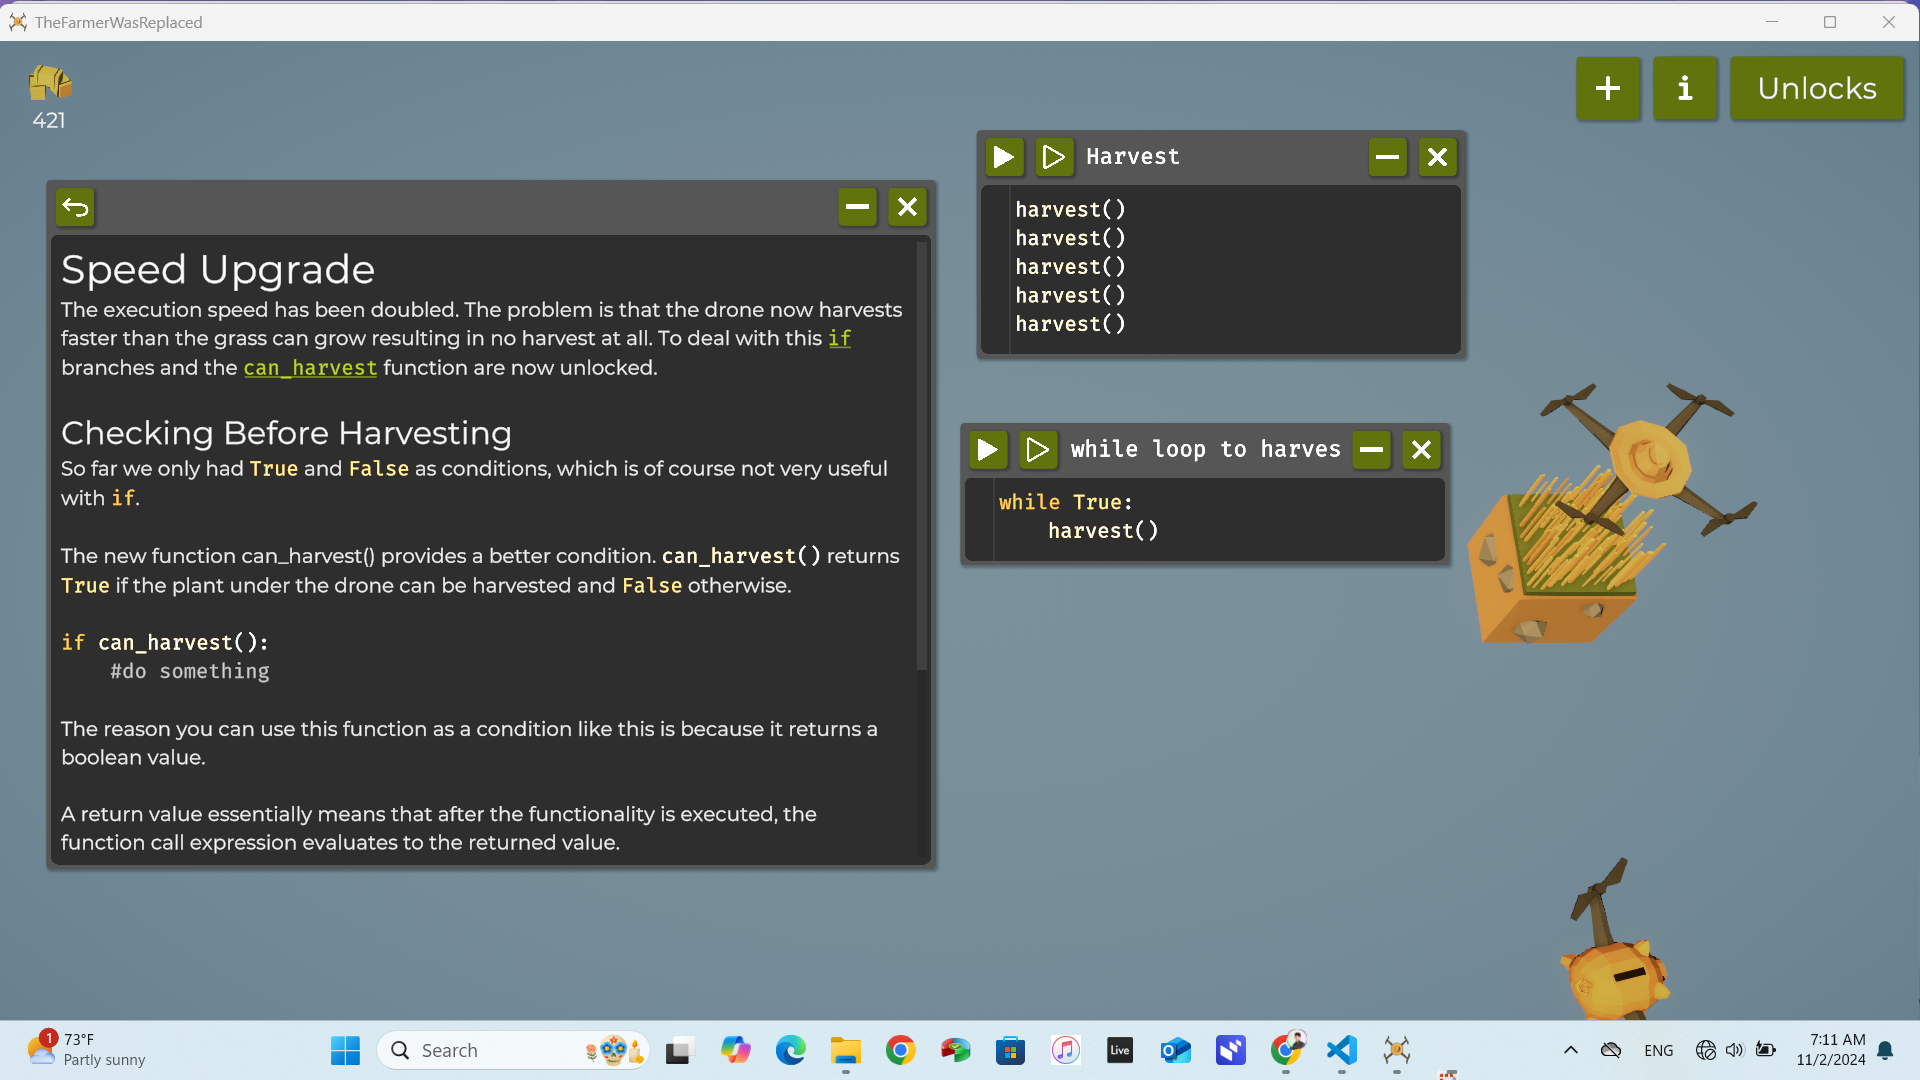 TheFarmerWasReplaced
421
+ i Unlocks
Speed Upgrade
The execution speed has been doubled. The problem is that the drone now harvests
faster than the grass can grow resulting in no harvest at all. To deal with this if
branches and the can_harvest function are now unlocked.
Checking Before Harvesting
So far we only had True and False as conditions, which is of course not very useful
with if.
The new function can_harvest() provides a better condition. can_harvest() returns
True if the plant under the drone can be harvested and False otherwise.
if can_harvest():
    #do something
The reason you can use this function as a condition like this is because it returns a
boolean value.
A return value essentially means that after the functionality is executed, the
function call expression evaluates to the returned value.
Harvest
harvest()
harvest()
harvest()
harvest()
harvest()
while loop to harves
while True:
    harvest()
1
73°F
Partly sunny
Search
Live
ENG
7:11 AM
11/2/2024